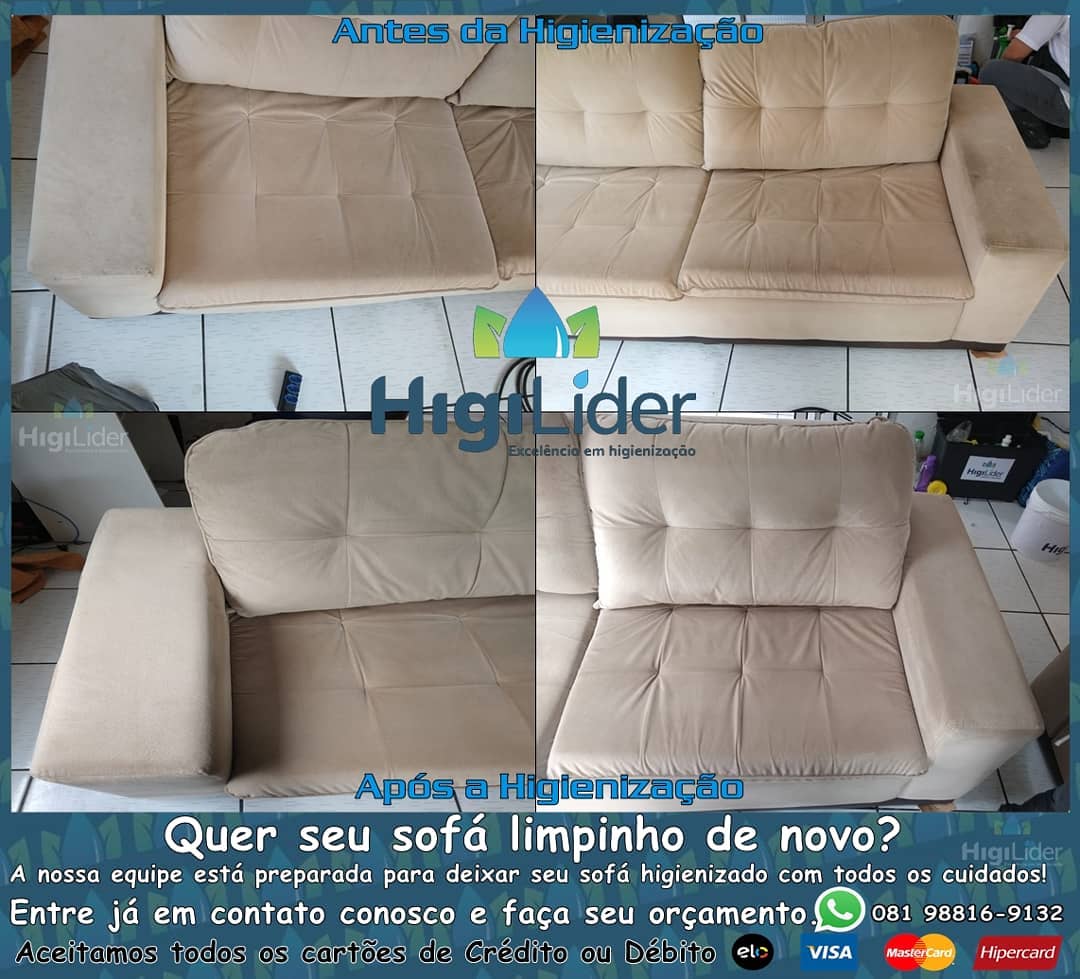 Antes da Higienização
HigiLider
HigiLider
Excelência em higienização
HigiLider
HigiLider
Higi
Após a Higienização
Quer seu sofá limpinho de novo?
HigiLider
A nossa equipe está preparada para deixar seu sofá higienizado com todos os cuidados!
Entre já em contato conosco e faça seu orçamento. 081 98816-9132
Aceitamos todos os cartões de Crédito ou Débito elo VISA MasterCard Hipercard